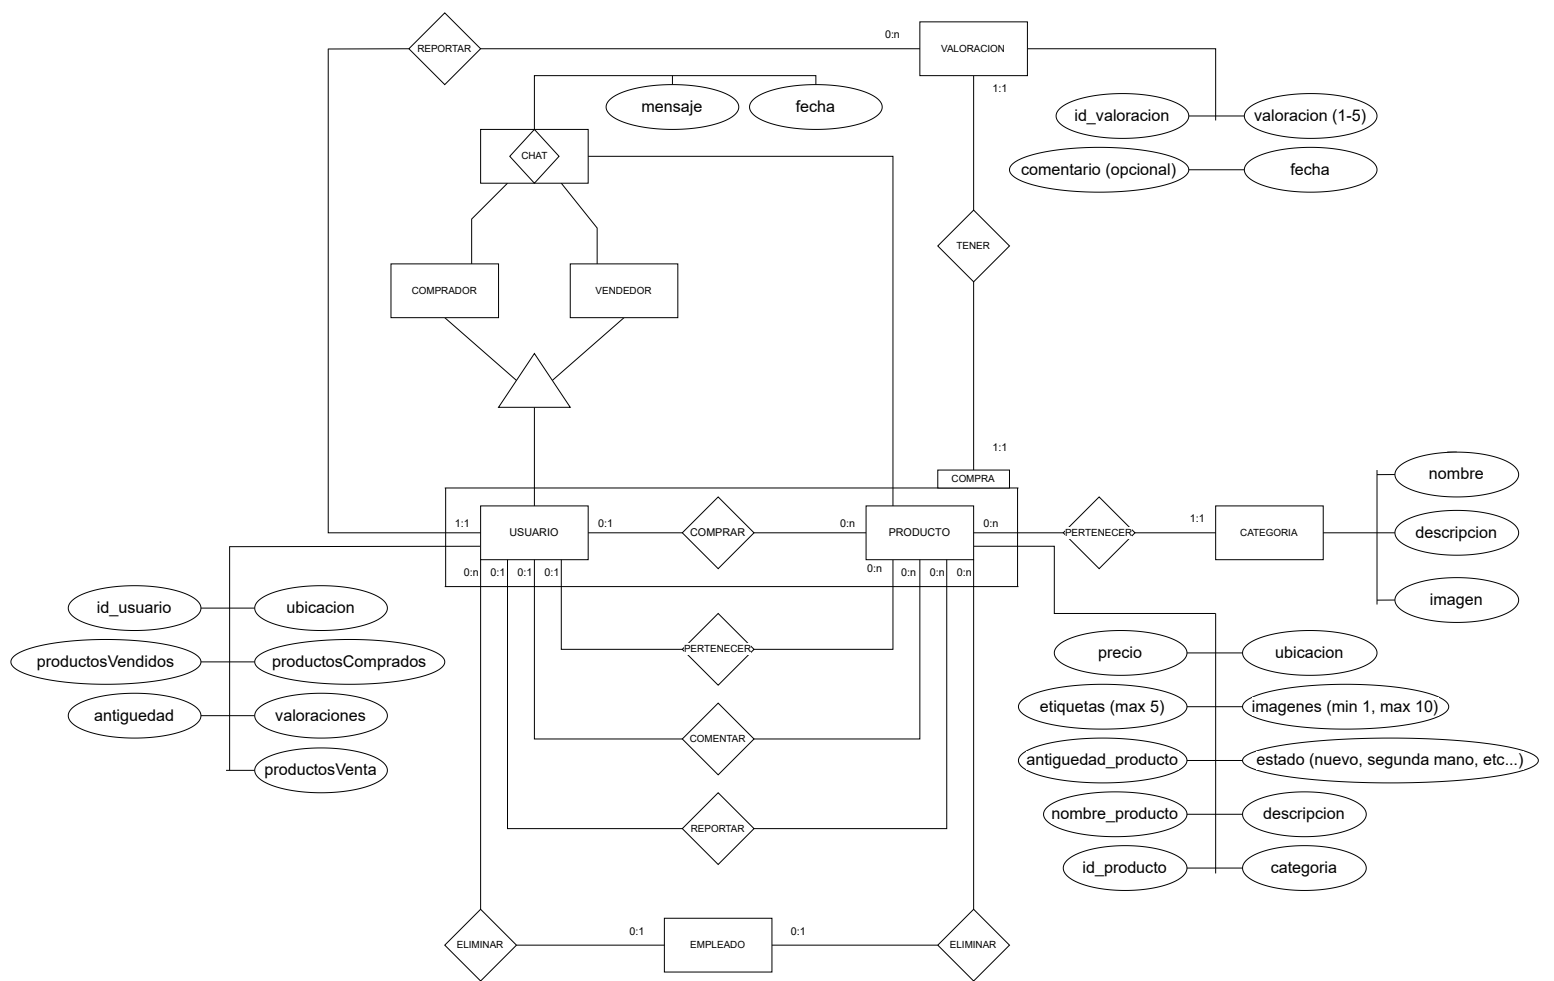 REPORTAR
0:n
VALORACION
1:1
mensaje
fecha
id_valoracion
valoracion (1-5)
CHAT
comentario (opcional)
fecha
TENER
COMPRADOR
VENDEDOR
1:1
COMPRA
nombre
1:1
USUARIO
0:1
COMPRAR
0:n
PRODUCTO
0:n
PERTENECER
1:1
CATEGORIA
descripcion
0:n
0:1
0:1
0:1
0:n
0:n
0:n
0:n
imagen
id_usuario
ubicacion
PERTENECER
precio
ubicacion
productosVendidos
productosComprados
etiquetas (max 5)
imagenes (min 1, max 10)
antiguedad
valoraciones
COMENTAR
antiguedad_producto
estado (nuevo, segunda mano, etc...)
productosVenta
nombre_producto
descripcion
REPORTAR
id_producto
categoria
ELIMINAR
0:1
EMPLEADO
0:1
ELIMINAR